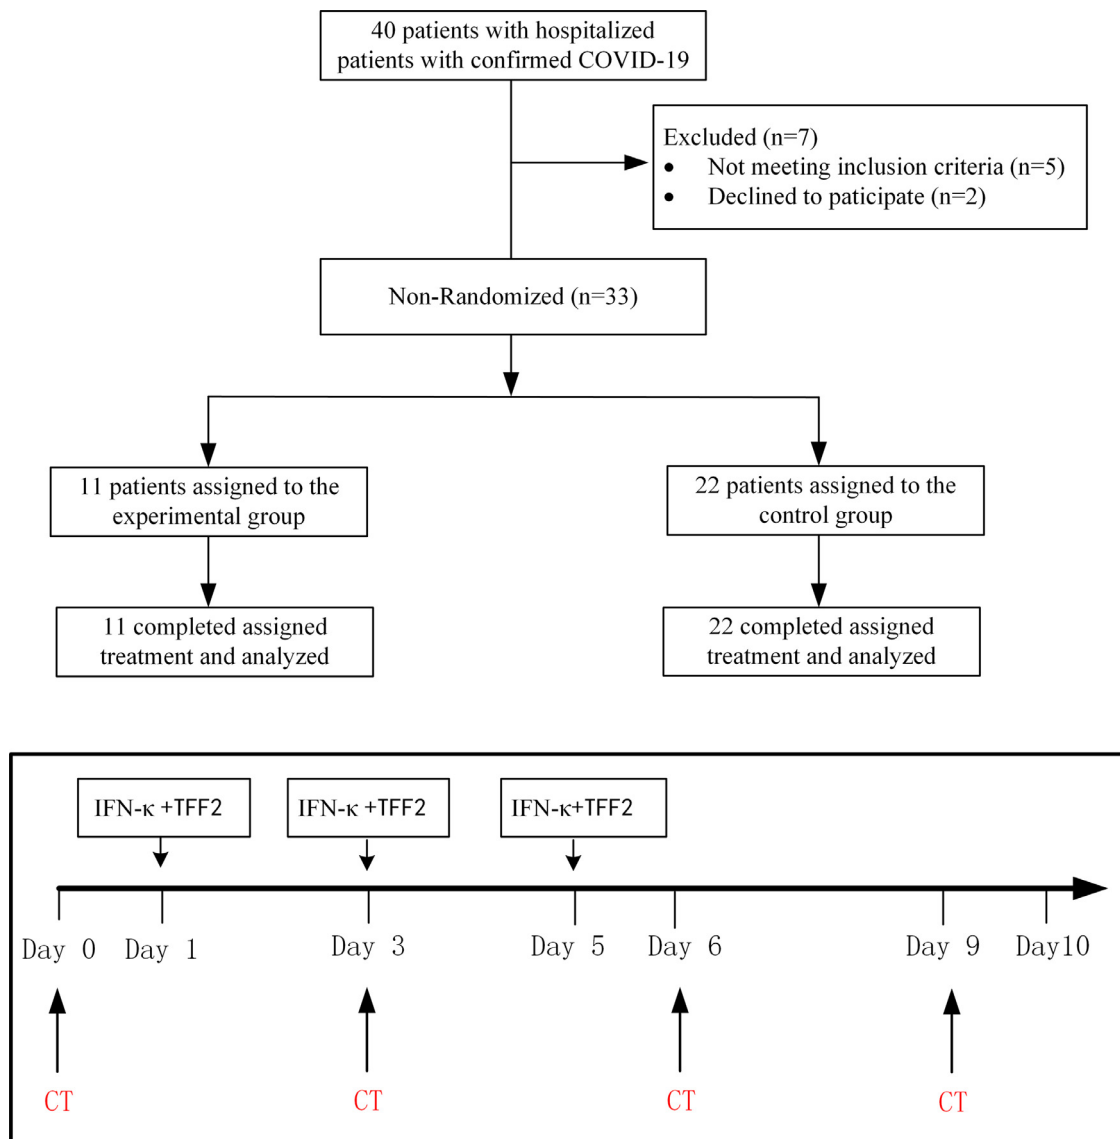 40 patients with hospitalized
patients with confirmed COVID-19
Excluded (n=7)
• Not meeting inclusion criteria (n=5)
• Declined to paticipate (n=2)
Non-Randomized (n=33)
11 patients assigned to the
experimental group
22 patients assigned to the
control group
11 completed assigned
treatment and analyzed
22 completed assigned
treatment and analyzed
IFN-κ +TFF2
IFN-κ +TFF2
IFN-κ+TFF2
Day 0
Day 1
Day 3
Day 5
Day 6
Day 9
Day10
CT
CT
CT
CT